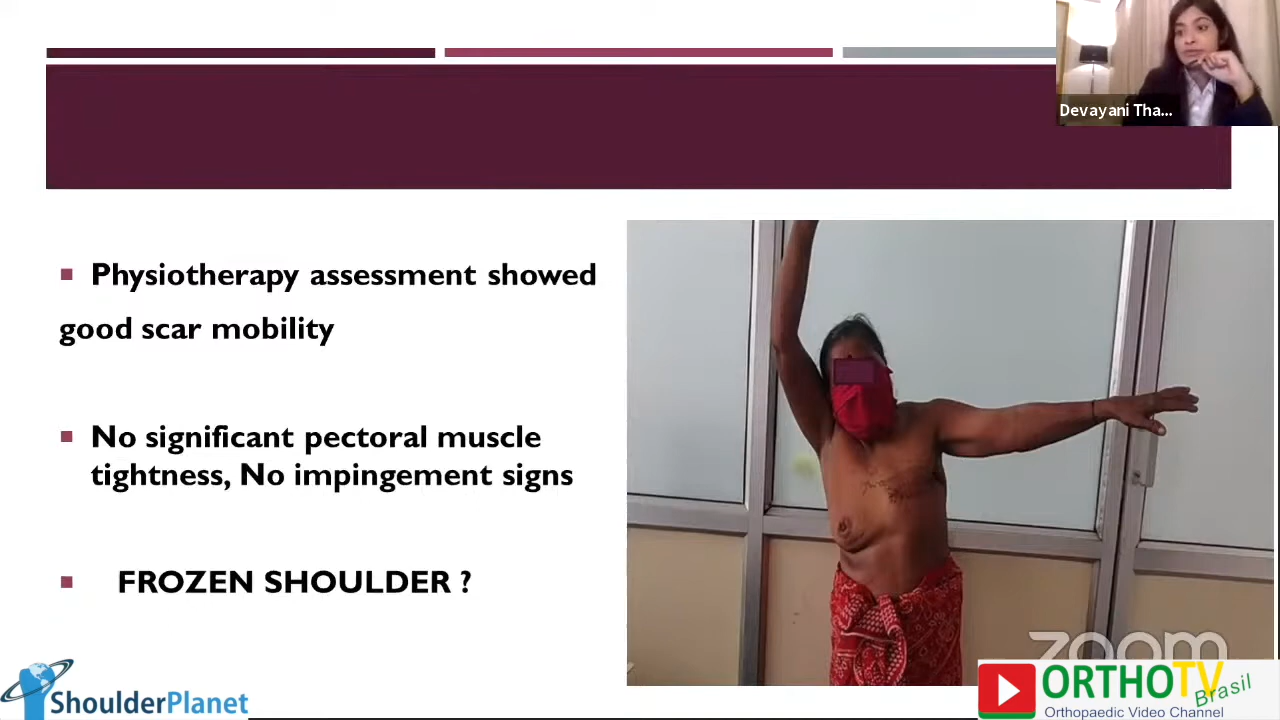 Devayani Tha...
Physiotherapy assessment showed
good scar mobility
No significant pectoral muscle
tightness, No impingement signs
FROZEN SHOULDER ?
zoom
ShoulderPlanet
ORTHOTV
Brasil
Orthopaedic Video Channel